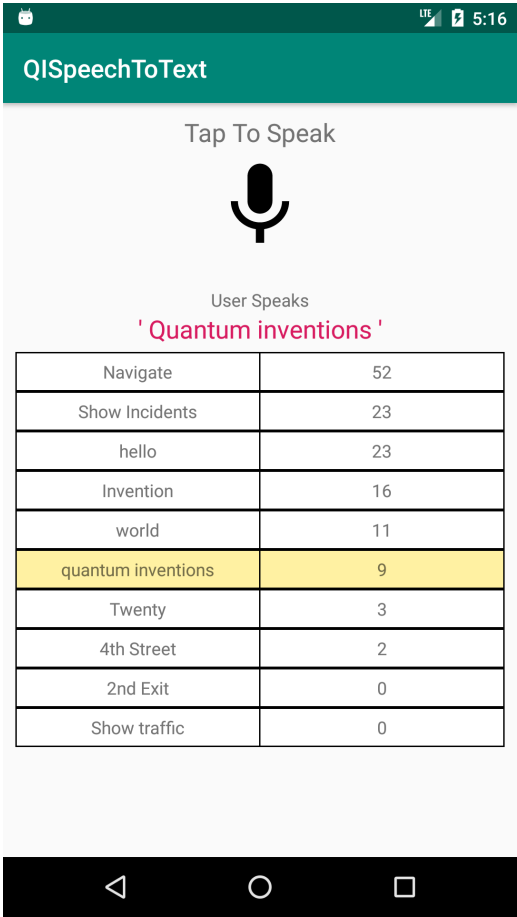 LTE 5:16
QISpeechToText
Tap To Speak
User Speaks
' Quantum inventions '
Navigate 52
Show Incidents 23
hello 23
Invention 16
world 11
quantum inventions 9
Twenty 3
4th Street 2
2nd Exit 0
Show traffic 0